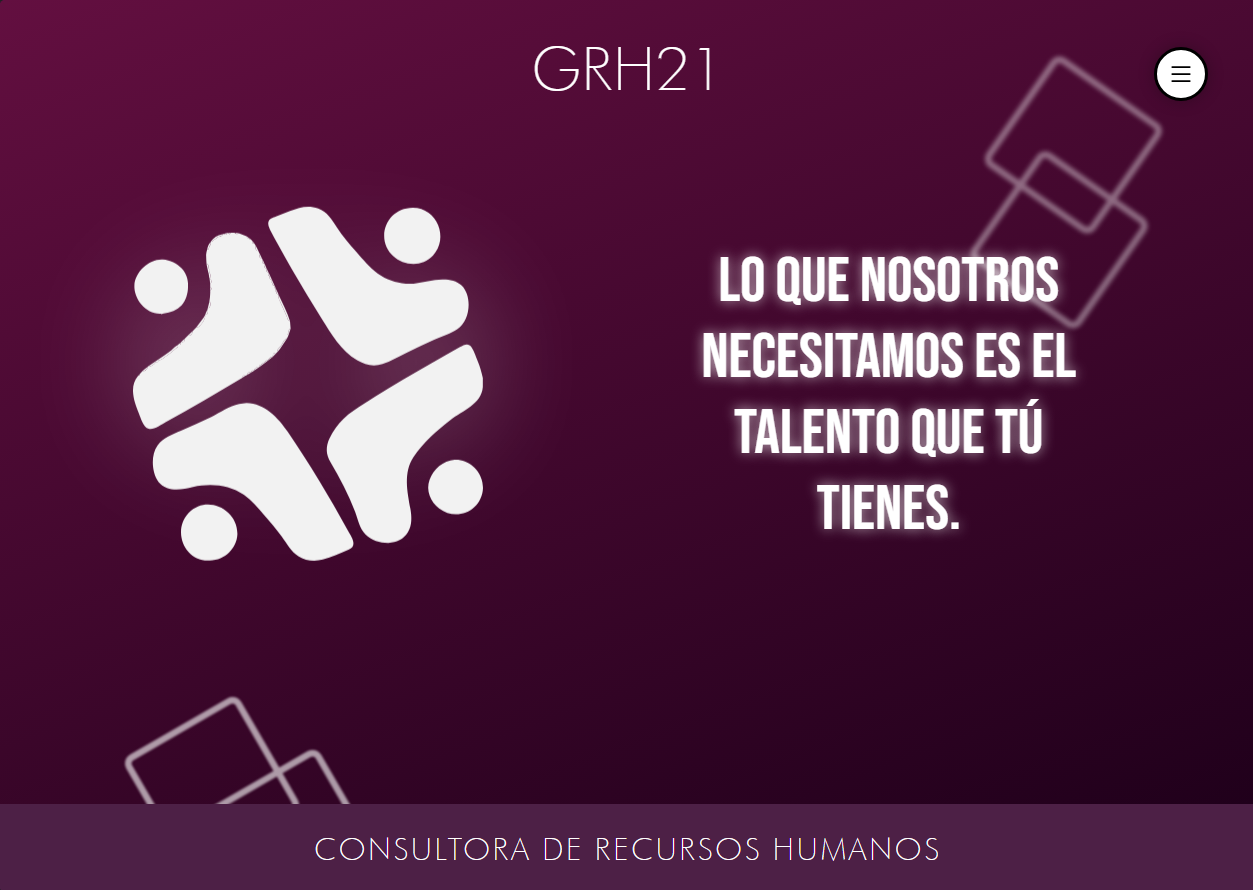 GRH21
LO QUE NOSOTROS
NECESITAMOS ES EL
TALENTO QUE TÚ
TIENES.
CONSULTORA DE RECURSOS HUMANOS